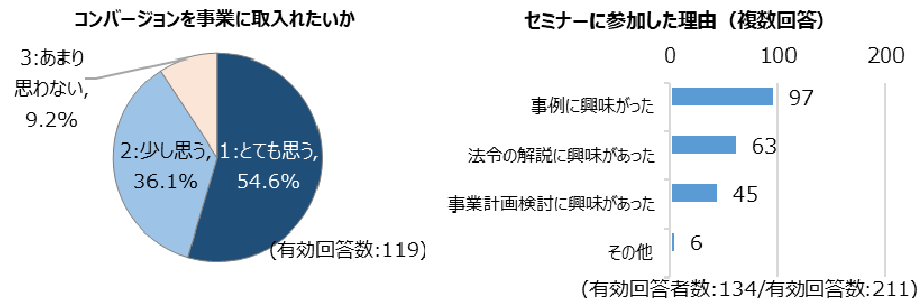 コンバージョンを事業に取入れたいか
3:あまり
思わない,
9.2%
2:少し思う,
36.1%
1:とても思う,
54.6%
(有効回答数:119)
セミナーに参加した理由（複数回答）
0 100 200
事例に興味がった 97
法令の解説に興味があった 63
事業計画検討に興味があった 45
その他 6
(有効回答者数:134/有効回答数:211)